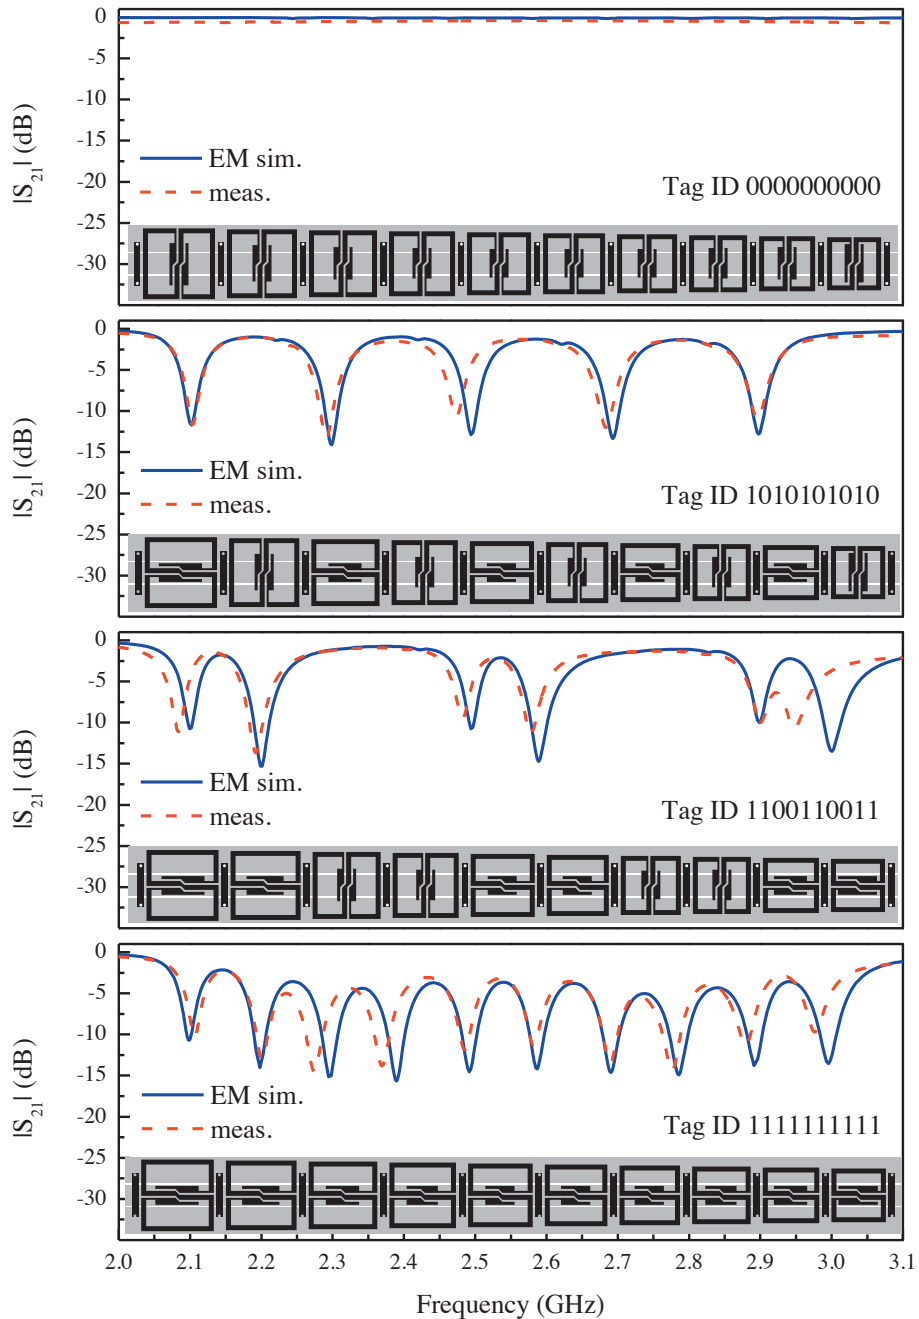 0
-5
-10
-15
-20
-25
-30
|S21| (dB)
EM sim.
meas.
Tag ID 0000000000
0
-5
-10
-15
-20
-25
-30
|S21| (dB)
EM sim.
meas.
Tag ID 1010101010
0
-5
-10
-15
-20
-25
-30
|S21| (dB)
EM sim.
meas.
Tag ID 1100110011
0
-5
-10
-15
-20
-25
-30
|S21| (dB)
EM sim.
meas.
Tag ID 1111111111
2.0 2.1 2.2 2.3 2.4 2.5 2.6 2.7 2.8 2.9 3.0 3.1
Frequency (GHz)